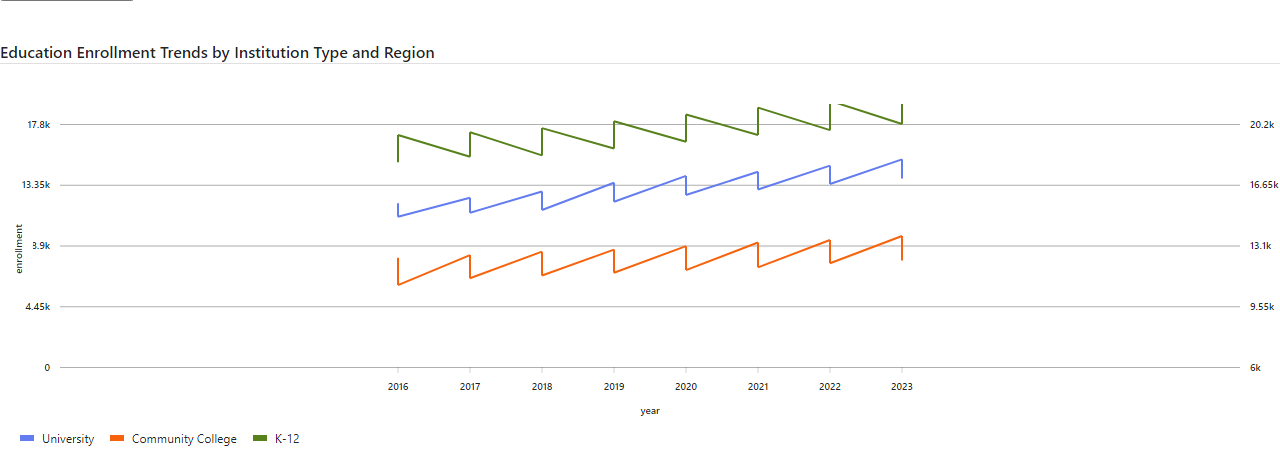 Education Enrollment Trends by Institution Type and Region
17.8k
20.2k
13.35k
16.65k
enrollment
8.9k
13.1k
4.45k
9.55k
0
6k
2016 2017 2018 2019 2020 2021 2022 2023
year
University Community College K-12